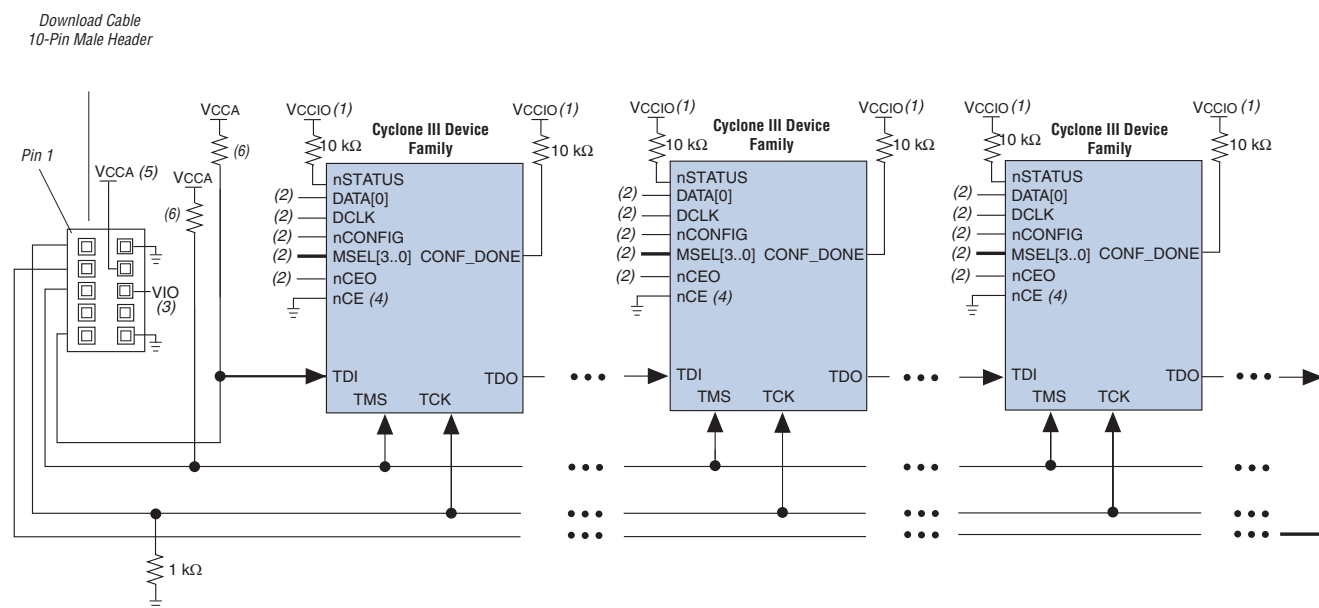 Download Cable
10-Pin Male Header
Pin 1
VCCA (5)
VCCA
(6)
VCCA
(6)
VIO
(3)
1 kΩ
VCCIO (1)
10 kΩ
Cyclone III Device
Family
VCCIO (1)
10 kΩ
nSTATUS
(2) DATA[0]
(2) DCLK
(2) nCONFIG
(2) MSEL[3..0] CONF_DONE
(2) nCEO
nCE (4)
TDI
TDO
TMS TCK
VCCIO (1)
10 kΩ
Cyclone III Device
Family
VCCIO (1)
10 kΩ
nSTATUS
(2) DATA[0]
(2) DCLK
(2) nCONFIG
(2) MSEL[3..0] CONF_DONE
(2) nCEO
nCE (4)
TDI
TDO
TMS TCK
VCCIO (1)
10 kΩ
Cyclone III Device
Family
VCCIO (1)
10 kΩ
nSTATUS
(2) DATA[0]
(2) DCLK
(2) nCONFIG
(2) MSEL[3..0] CONF_DONE
(2) nCEO
nCE (4)
TDI
TDO
TMS TCK